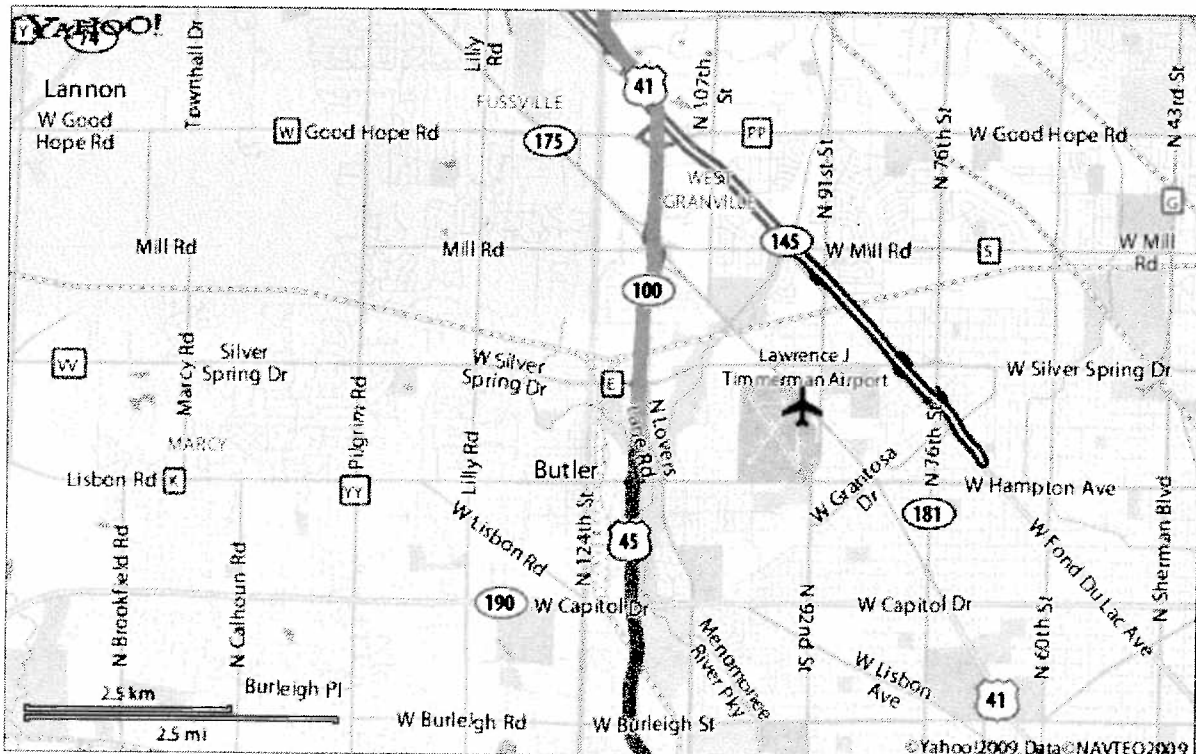 YAHOO!
Y
74
Townhall Dr
Lilly Rd
41
N 107th St
N 43rd St
Lannon
FUSSVILLE
W Good Hope Rd
W
Good Hope Rd
175
PP
N 91st St
N 76th St
W Good Hope Rd
WEST GRANVILLE
G
Mill Rd
Mill Rd
145
W Mill Rd
S
W Mill Rd
100
VV
Marcy Rd
Silver Spring Dr
Pilgrim Rd
W Silver Spring Dr
E
Lawrence J
Timmerman Airport
W Silver Spring Dr
N Lovers Lane Rd
MARCY
Lilly Rd
N 76th St
Lisbon Rd
K
YY
Butler
W Grantosa Dr
W Hampton Ave
181
N Brookfield Rd
N Calhoun Rd
W Lisbon Rd
N 124th St
45
N Sherman Blvd
W Fond Du Lac Ave
190
W Capitol Dr
N 92nd St
W Capitol Dr
N 60th St
Menomonee River Pky
W Lisbon Ave
2.5 km
Burleigh Pl
41
2.5 mi
W Burleigh Rd
W Burleigh St
©Yahoo!2009, Data©NAVTEQ2009